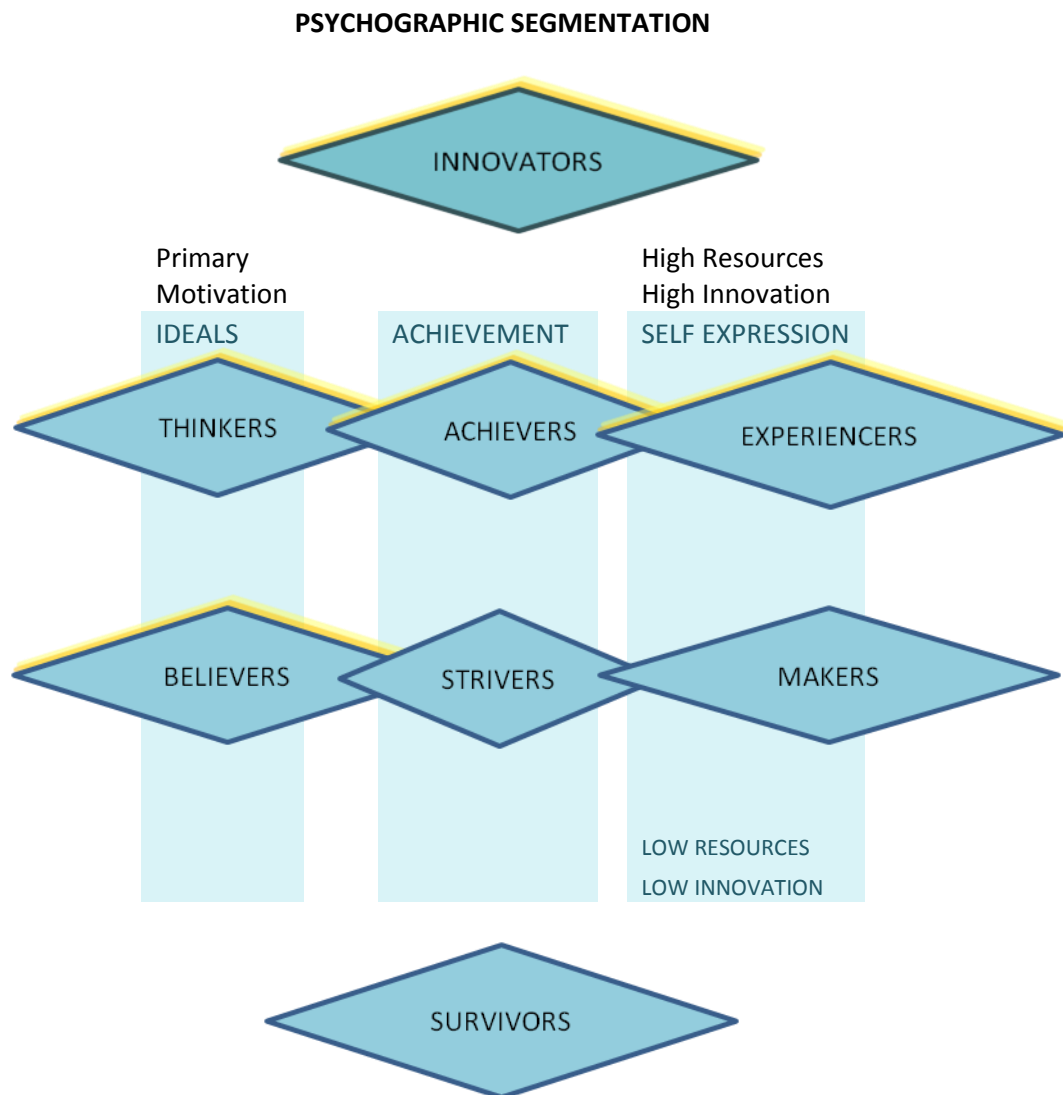 PSYCHOGRAPHIC SEGMENTATION
INNOVATORS
Primary
Motivation
High Resources
High Innovation
IDEALS
ACHIEVEMENT
SELF EXPRESSION
THINKERS
ACHIEVERS
EXPERIENCERS
BELIEVERS
STRIVERS
MAKERS
LOW RESOURCES
LOW INNOVATION
SURVIVORS